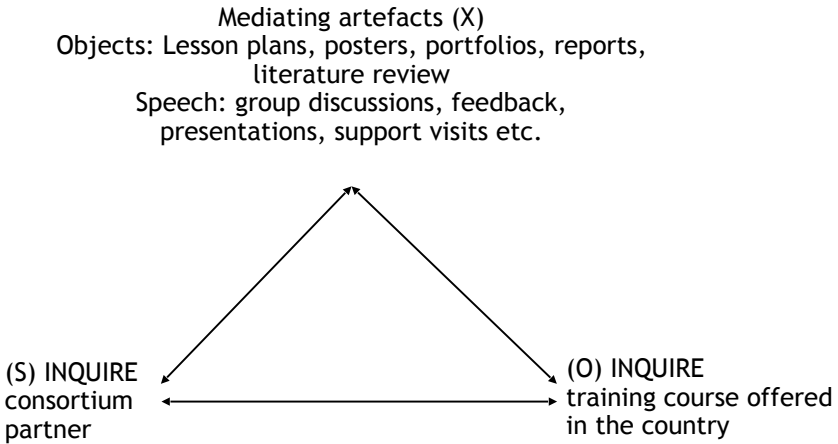 Mediating artefacts (X)
Objects: Lesson plans, posters, portfolios, reports,
literature review
Speech: group discussions, feedback,
presentations, support visits etc.
(S) INQUIRE
consortium
partner
(O) INQUIRE
training course offered
in the country